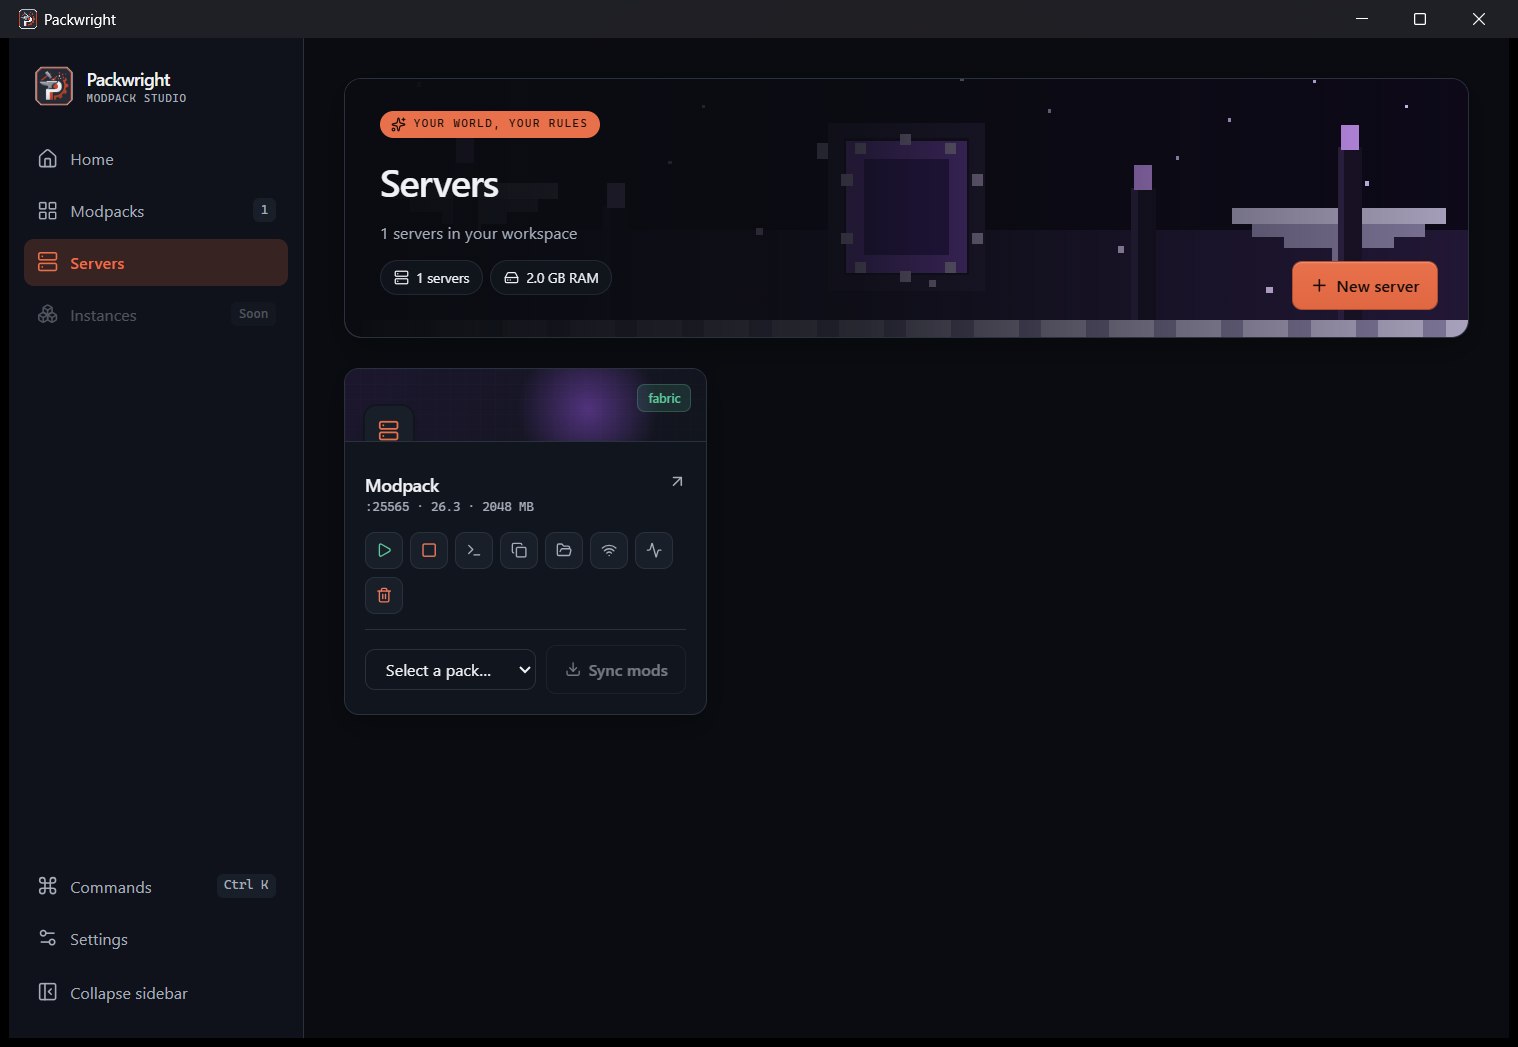 Packwright
Packwright
MODPACK STUDIO
Home
Modpacks 1
Servers
Instances Soon
Commands Ctrl K
Settings
Collapse sidebar
YOUR WORLD, YOUR RULES
Servers
1 servers in your workspace
1 servers 2.0 GB RAM
New server
fabric
Modpack
:25565 · 26.3 · 2048 MB
Select a pack... Sync mods